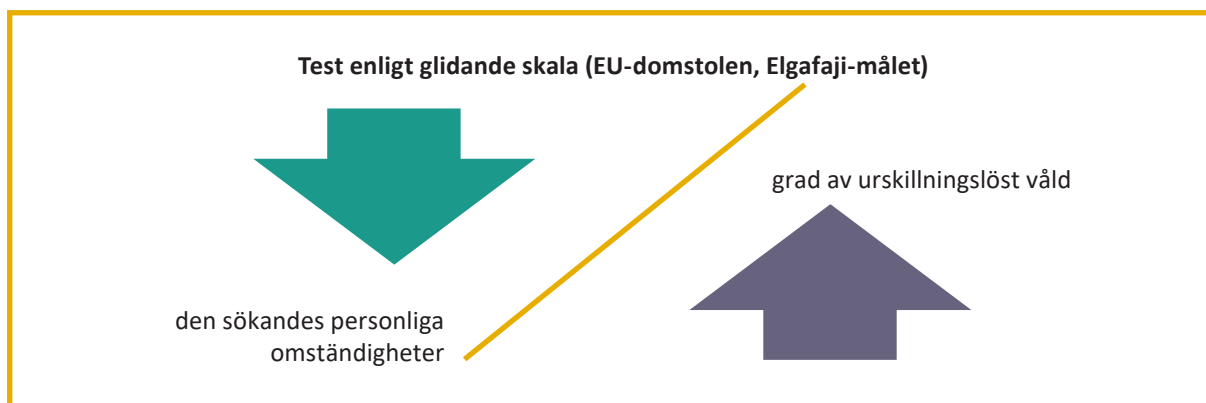 Test enligt glidande skala (EU-domstolen, Elgafaji-målet)
grad av urskillningslöst våld
den sökandes personliga
omständigheter